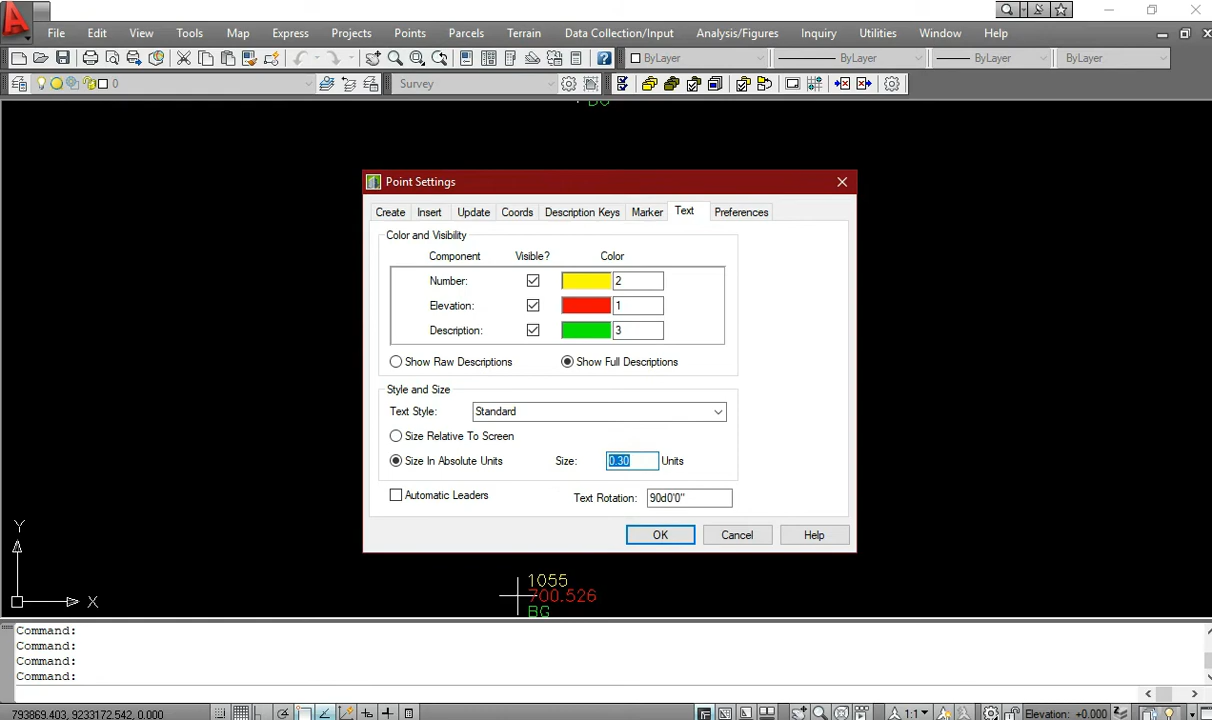 File Edit View Tools Map Express Projects Points Parcels Terrain Data Collection/Input Analysis/Figures Inquiry Utilities Window Help
ByLayer ByLayer ByLayer ByLayer
0 Survey
BG
Point Settings
Create Insert Update Coords Description Keys Marker Text Preferences
Color and Visibility
Component Visible? Color
Number: 2
Elevation: 1
Description: 3
Show Raw Descriptions Show Full Descriptions
Style and Size
Text Style: Standard
Size Relative To Screen
Size In Absolute Units Size: 0.30 Units
Automatic Leaders Text Rotation: 90d0'0"
OK Cancel Help
Y
X
1055
700.526
BG
Command:
Command:
Command:
Command:
793869.403, 9233172.542, 0.000 1:1 Elevation: +0.000